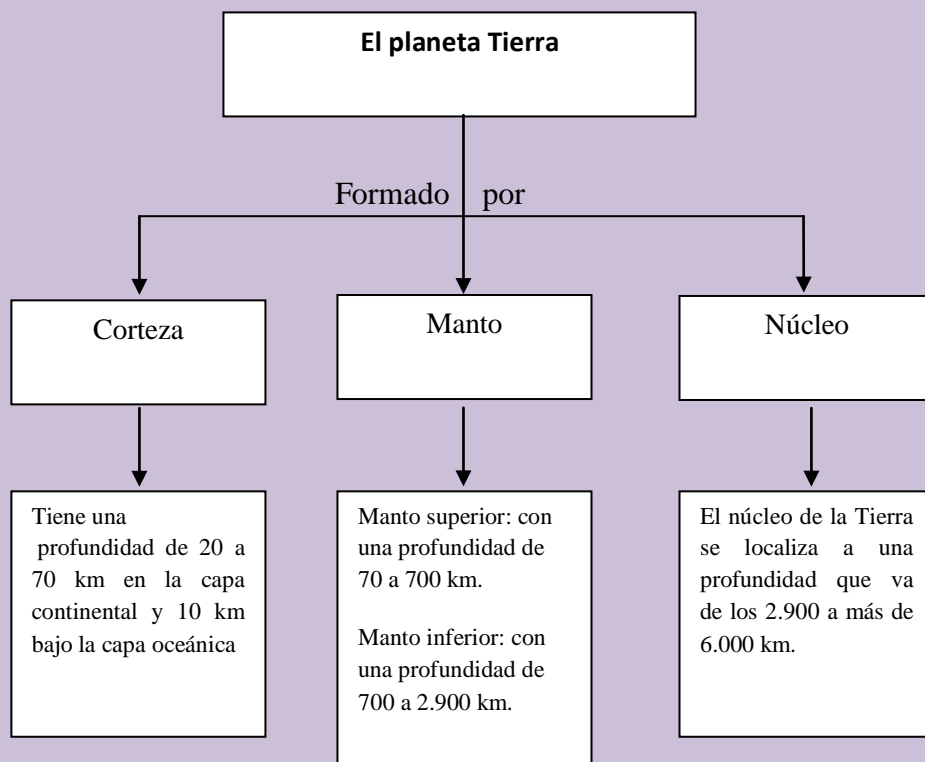 El planeta Tierra
Formado por
Corteza
Manto
Núcleo
Tiene una
profundidad de 20 a
70 km en la capa
continental y 10 km
bajo la capa oceánica
Manto superior: con
una profundidad de
70 a 700 km.
Manto inferior: con
una profundidad de
700 a 2.900 km.
El núcleo de la Tierra
se localiza a una
profundidad que va
de los 2.900 a más de
6.000 km.